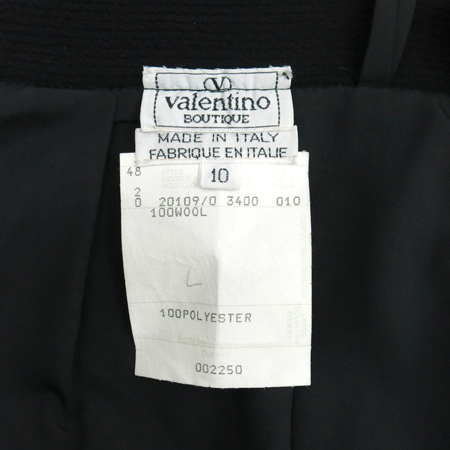 V
Valentino
BOUTIQUE
MADE IN ITALY
FABRIQUE EN ITALIE
10
48
2
0 20109/0 3400 010
100WOOL
L
100POLYESTER
002250